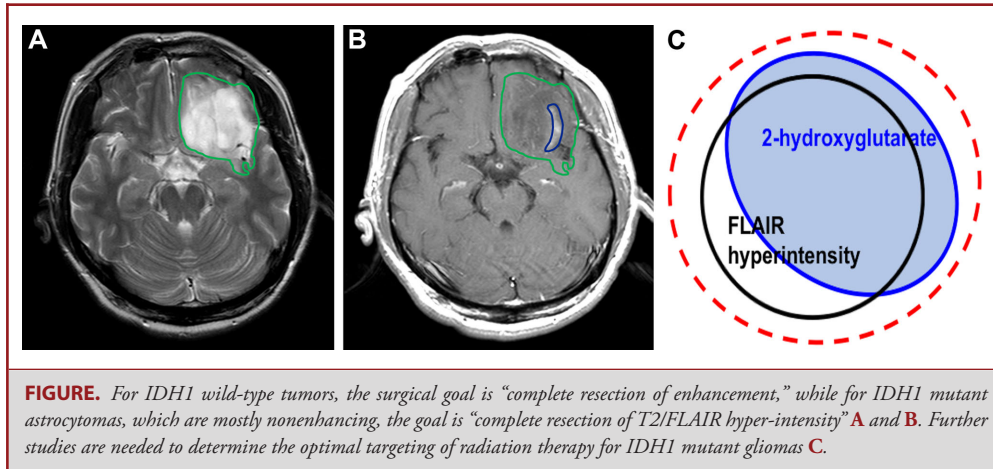 A
B
C
2-hydroxyglutarate
FLAIR
hyperintensity
FIGURE. For IDH1 wild-type tumors, the surgical goal is “complete resection of enhancement,” while for IDH1 mutant
astrocytomas, which are mostly nonenhancing, the goal is “complete resection of T2/FLAIR hyper-intensity” A and B. Further
studies are needed to determine the optimal targeting of radiation therapy for IDH1 mutant gliomas C.